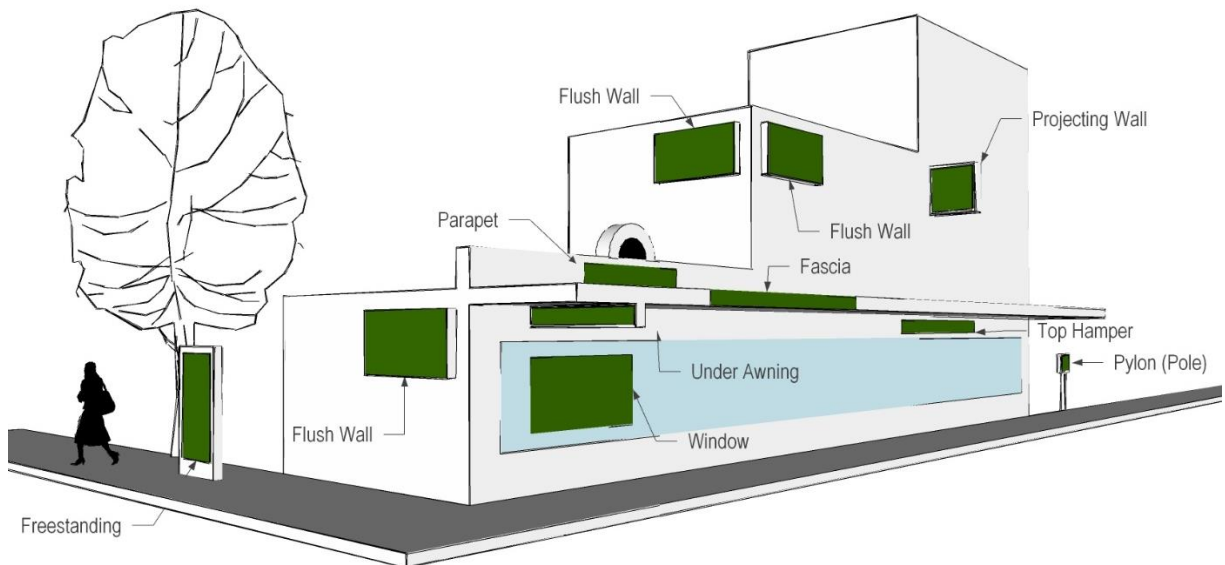 Flush Wall
Projecting Wall
Parapet
Flush Wall
Fascia
Top Hamper
Under Awning
Pylon (Pole)
Flush Wall
Window
Freestanding